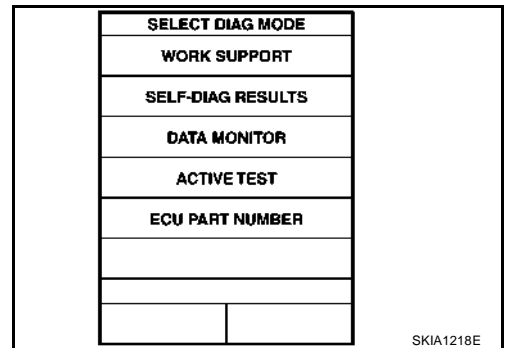 SELECT DIAG MODE
WORK SUPPORT
SELF-DIAG RESULTS
DATA MONITOR
ACTIVE TEST
ECU PART NUMBER
SKIA1218E